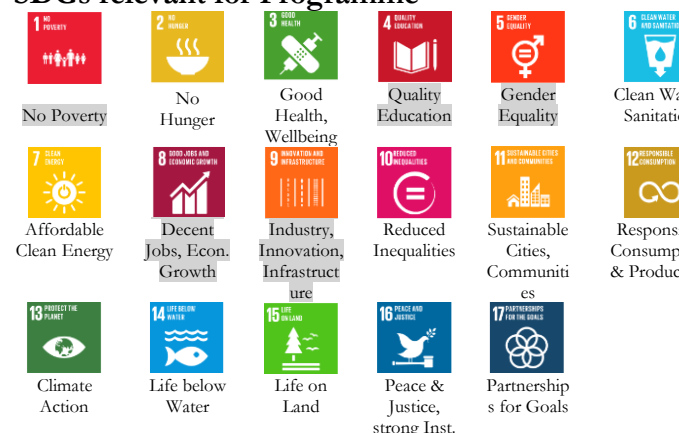 SDGs relevant for Programme
1 NO POVERTY
2 NO HUNGER
3 GOOD HEALTH
4 QUALITY EDUCATION
5 GENDER EQUALITY
6 CLEAN WATER AND SANITATIO
No Poverty
No Hunger
Good Health, Wellbeing
Quality Education
Gender Equality
Clean Wa
Sanitatio
7 CLEAN ENERGY
8 GOOD JOBS AND ECONOMIC GROWTH
9 INNOVATION AND INFRASTRUCTURE
10 REDUCED INEQUALITIES
11 SUSTAINABLE CITIES AND COMMUNITIES
12 RESPONSIBLE CONSUMPTION
Affordable Clean Energy
Decent Jobs, Econ. Growth
Industry, Innovation, Infrastruct ure
Reduced Inequalities
Sustainable Cities, Communiti es
Respons
Consump
& Produc
13 PROTECT THE PLANET
14 LIFE BELOW WATER
15 LIFE ON LAND
16 PEACE AND JUSTICE
17 PARTNERSHIPS FOR THE GOALS
Climate Action
Life below Water
Life on Land
Peace & Justice, strong Inst.
Partnership s for Goals